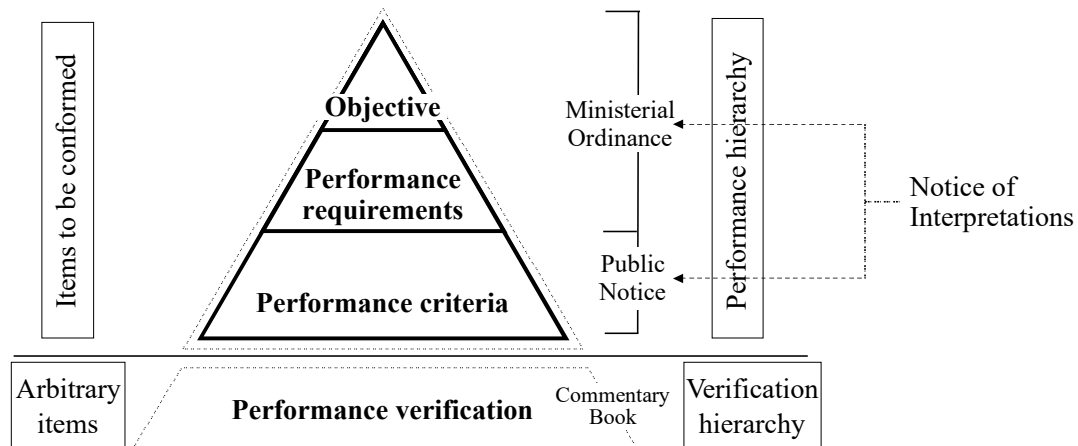 Items to be conformed
Objective
Performance
requirements
Performance criteria
Ministerial
Ordinance
Public
Notice
Performance hierarchy
Notice of
Interpretations
Arbitrary
items
Performance verification
Commentary
Book
Verification
hierarchy